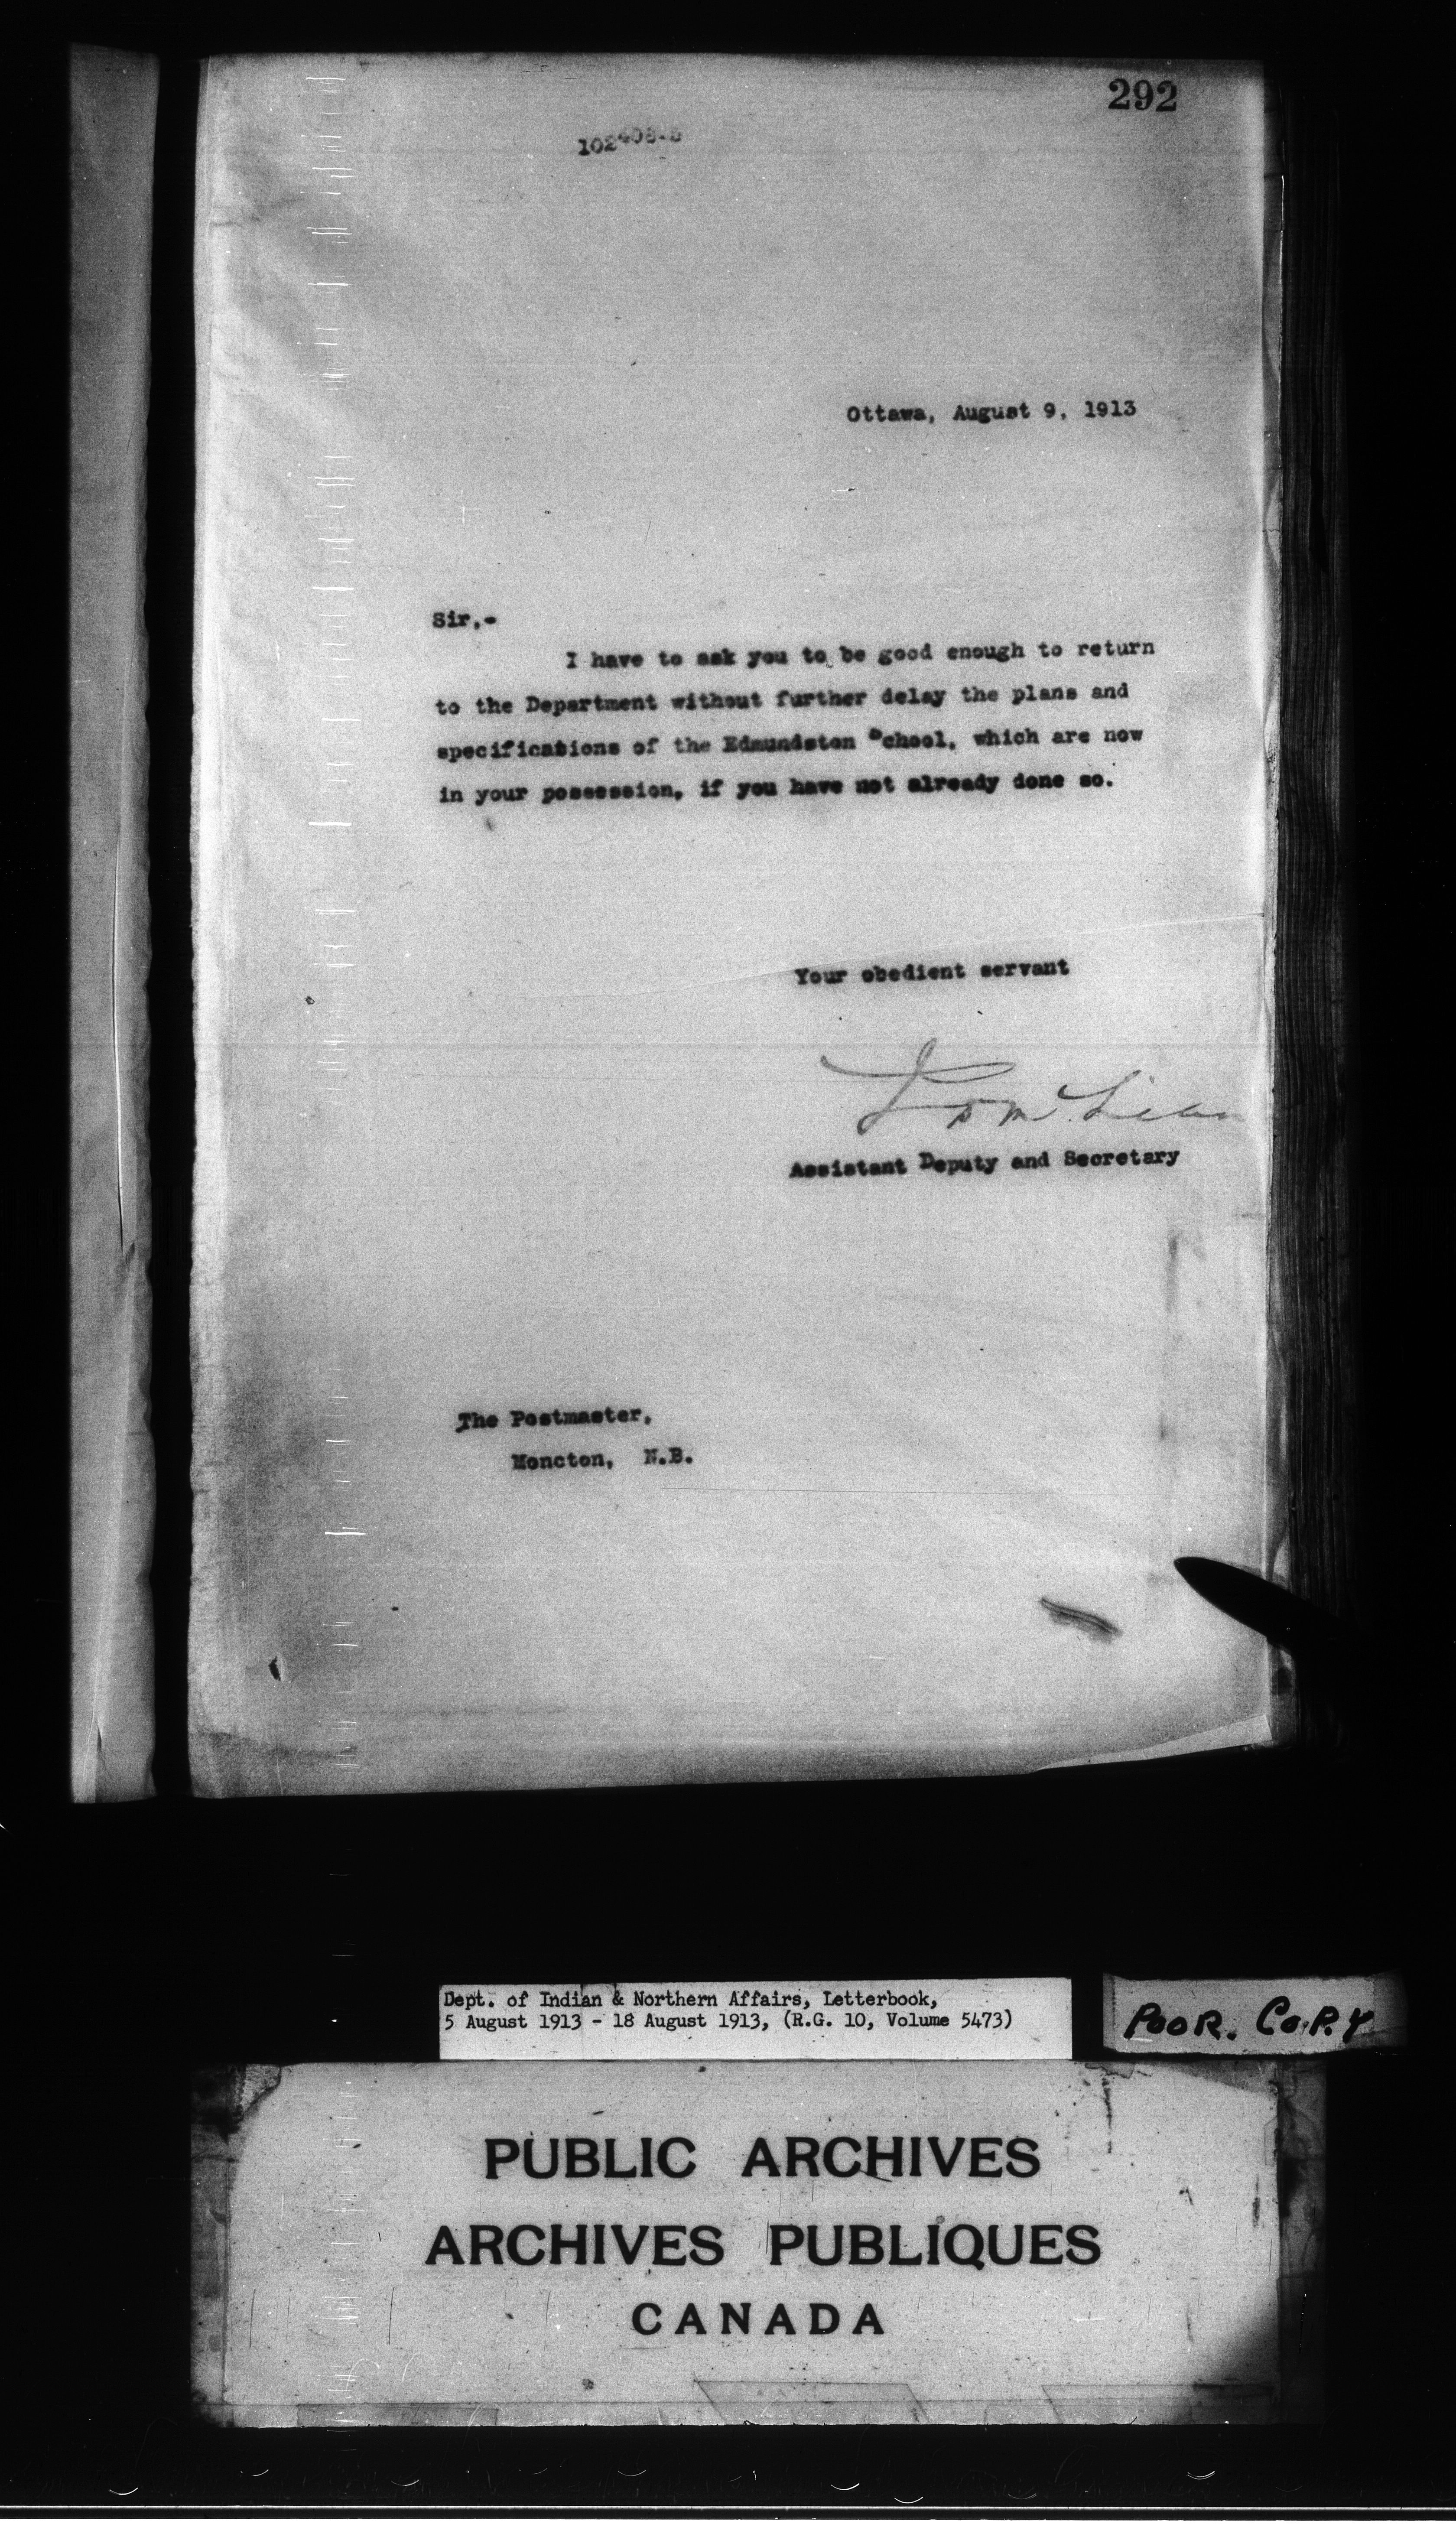 292
Ottawa, August 9, 1913
Sir,-
I have to ask you to be good enough to return
to the Department without further delay the plans and
specifications of the Edmundston School, which are now
in your possession, if you have not already done so.
Your obedient servant
Assistant Deputy and Secretary
The Postmaster,
Moncton, N.B.
Dept. of Indian & Northern Affairs, Letterbook,
5 August 1913 - 18 August 1913, (R.G. 10, Volume 5473)
POOR. COPY
PUBLIC ARCHIVES
ARCHIVES PUBLIQUES
CANADA